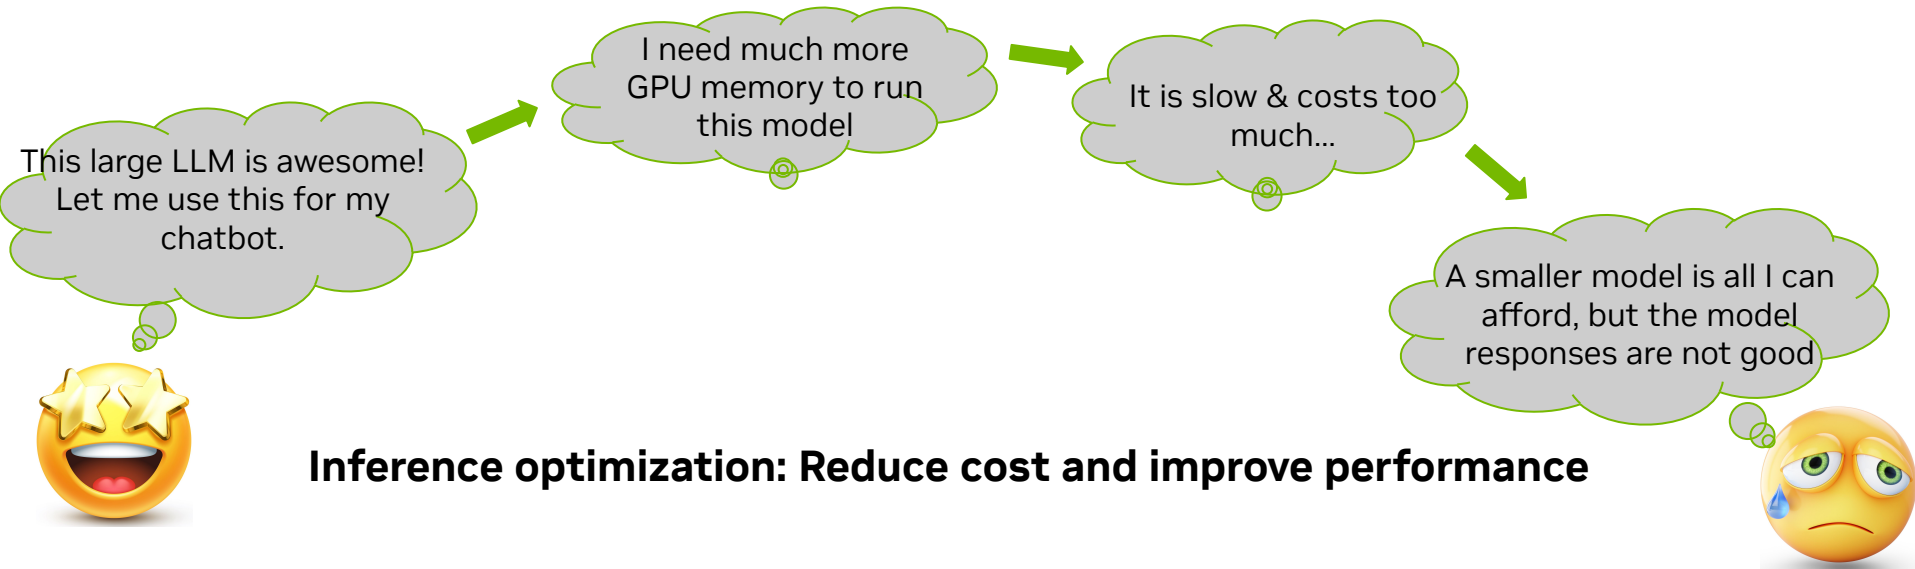 This large LLM is awesome!
Let me use this for my
chatbot.
I need much more
GPU memory to run
this model
It is slow & costs too
much...
A smaller model is all I can
afford, but the model
responses are not good
Inference optimization: Reduce cost and improve performance